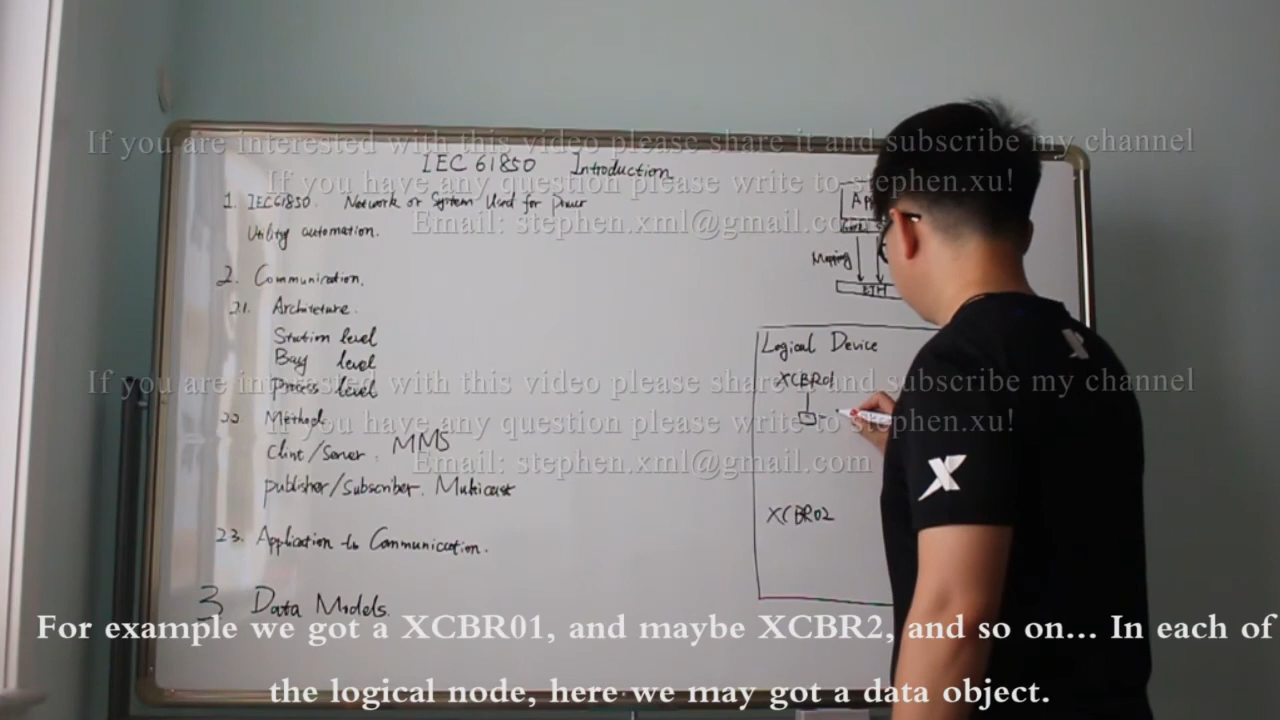 If you are interested with this video please share it and subscribe my channel
If you have any question please write to stephen.xu!
Email: stephen.xml@gmail.com
IEC 61850 Introduction
1. IEC61850. Network or System Used for Power
Utility automation.
2. Communication.
2.1. Architeture.
Station level
Bay level
Process level
2.2 Method
Clint/Server. MMS
publisher/Subscriber. Multicast
2.3. Application to Communication.
3 Data Models.
Mapping
Logical Device
XCBR01
XCBR02
If you are interested with this video please share it and subscribe my channel
If you have any question please write to stephen.xu!
Email: stephen.xml@gmail.com
For example we got a XCBR01, and maybe XCBR2, and so on... In each of
the logical node, here we may got a data object.